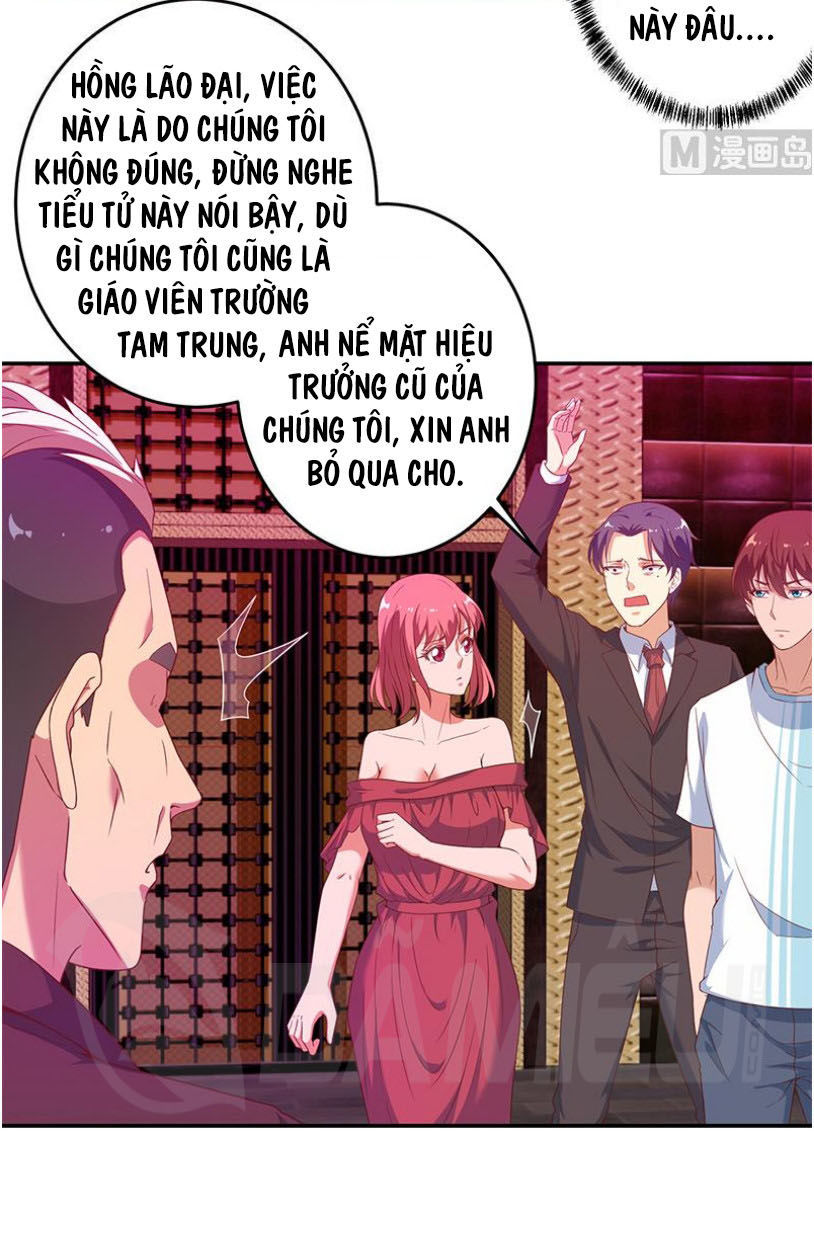 NÀY ĐÂU....
M 漫画岛
HỒNG LÃO ĐẠI, VIỆC
NÀY LÀ DO CHÚNG TÔI
KHÔNG ĐÚNG, ĐỪNG NGHE
TIỂU TỬ NÀY NÓI BẬY, DÙ
GÌ CHÚNG TÔI CŨNG LÀ
GIÁO VIÊN TRƯỜNG
TAM TRUNG, ANH NỂ MẶT HIỆU
TRƯỞNG CŨ CỦA
CHÚNG TÔI, XIN ANH
BỎ QUA CHO.
DĂMỀU